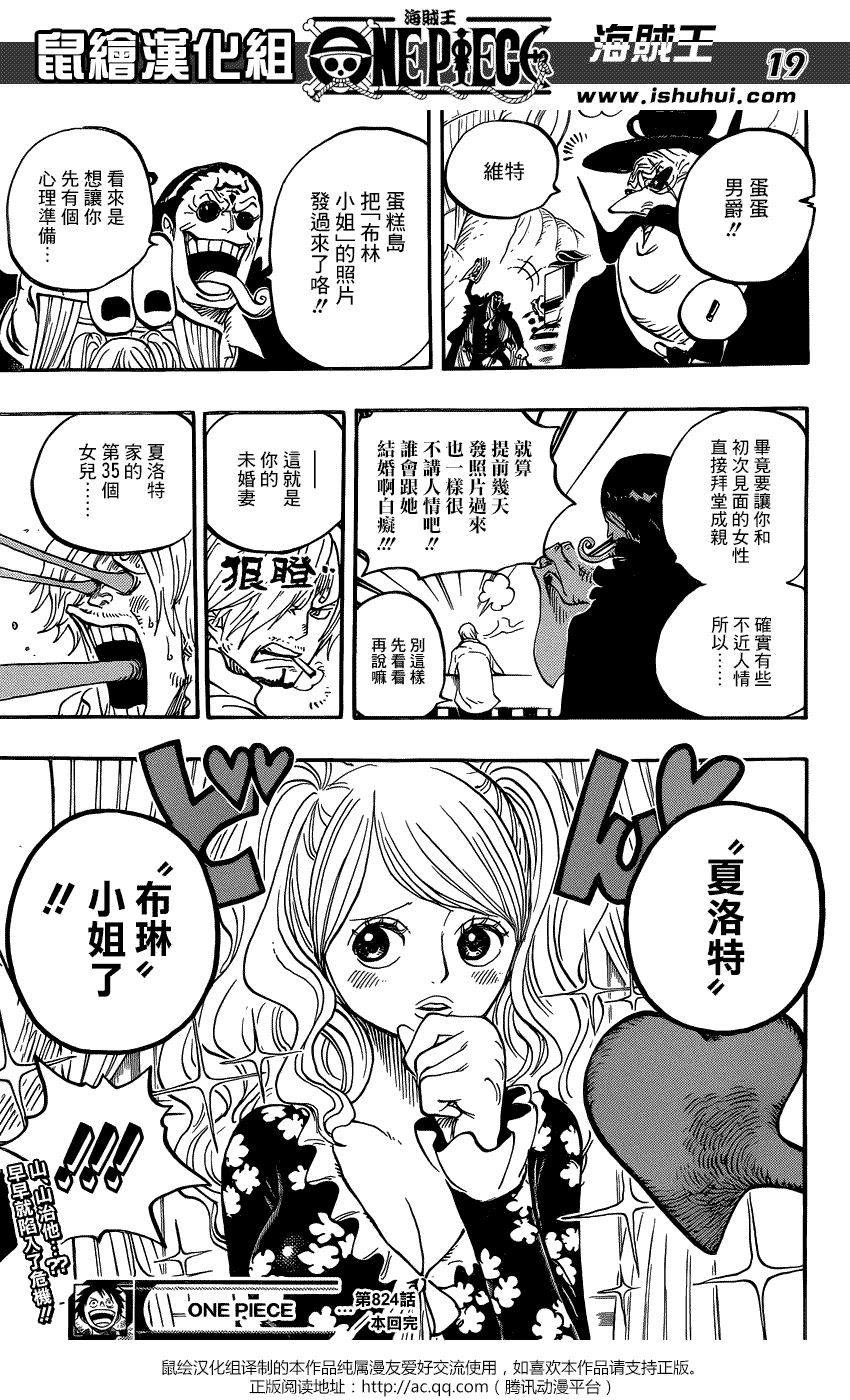 鼠繪漢化組
海賊王
ONE PIECE
海賊王
19
www.ishuhui.com
蛋蛋
男爵!!
維特
蛋糕島
把「布林
小姐」的照片
發過來了咯!!
看來是
想讓你
先有個
心理準備…
畢竟要讓你和
初次見面的女性
直接拜堂成親
確實有些
不近人情
所以……
就算
提前幾天
發照片過來
也一樣很
不講人情吧!!
誰會跟她
結婚啊白癡!!!
別這樣
先看看
再說嘛
——
這就是
你的
未婚妻
狠瞪…
夏洛特
家的
第35個
女兒……
“夏洛特”
“布琳”
小姐了
!!
!!!!
山、山治他…?
早早就陷入了危機!!
ONE PIECE
第824話
…／本回完
鼠绘汉化组译制的本作品纯属漫友爱好交流使用，如喜欢本作品请支持正版。
正版阅读地址：http://ac.qq.com（腾讯动漫平台）